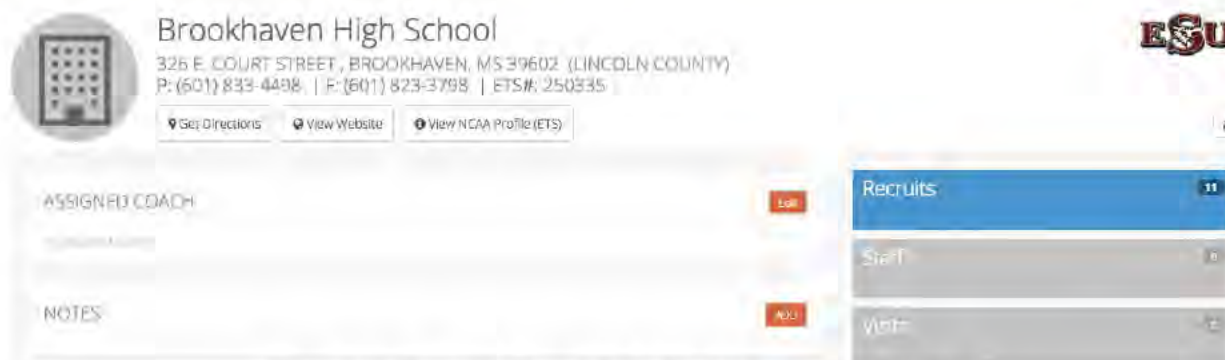 Brookhaven High School
326 E. COURT STREET, BROOKHAVEN, MS 39602 (LINCOLN COUNTY)
P: (601) 833-4498 | F: (601) 823-3798 | ETS#: 250335
Get Directions View Website View NCAA Profile (ETS)
ASSIGNED COACH Edit
NOTES ADD
Recruits 11
Staff
Visits